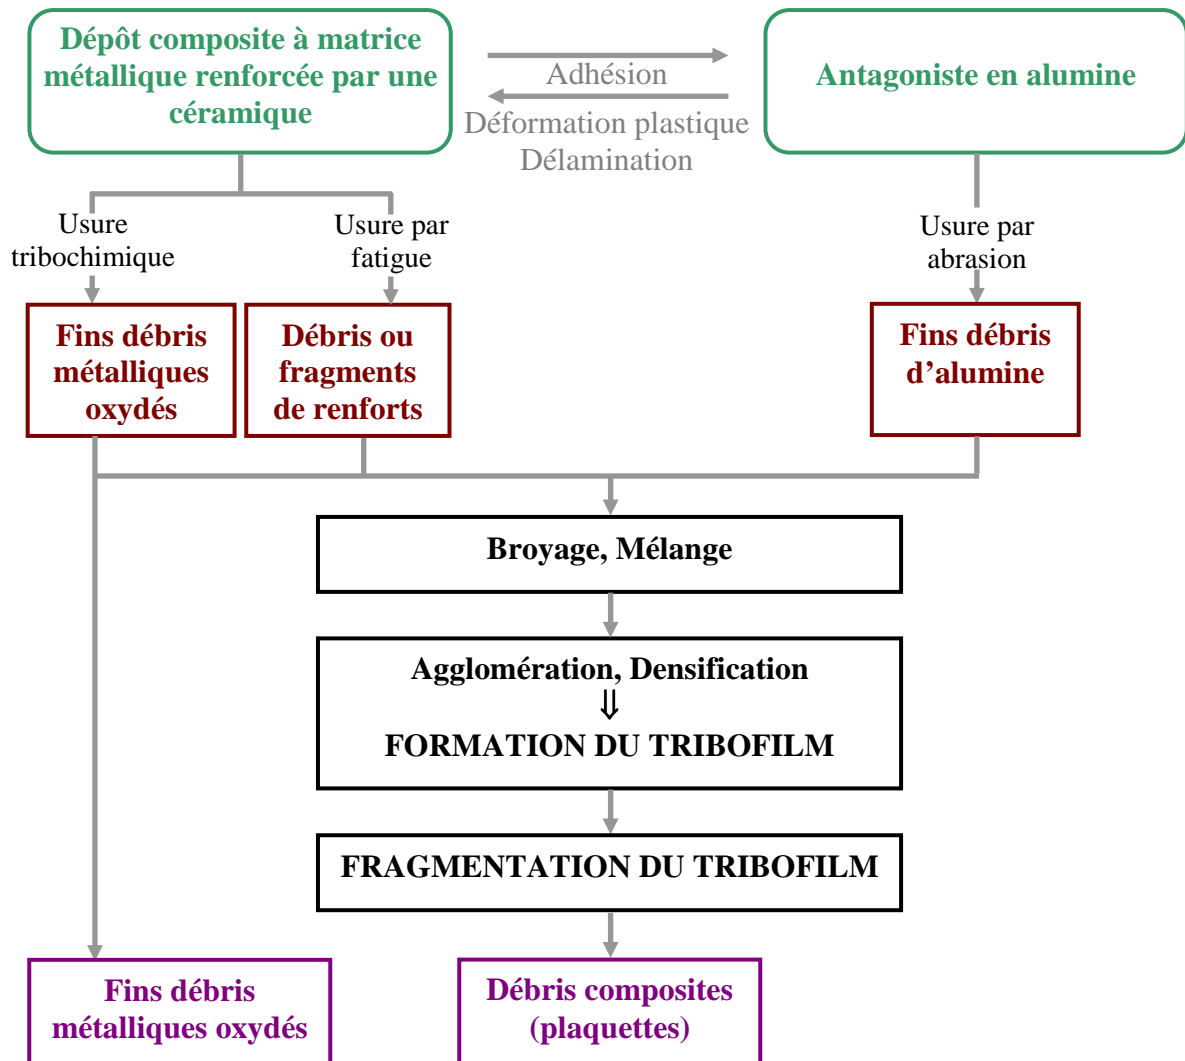 Dépôt composite à matrice
métallique renforcée par une
céramique
Adhésion
Déformation plastique
Délamination
Antagoniste en alumine
Usure
tribochimique
Usure par
fatigue
Usure par
abrasion
Fins débris
métalliques
oxydés
Débris ou
fragments
de renforts
Fins débris
d’alumine
Broyage, Mélange
Agglomération, Densification
⇓
FORMATION DU TRIBOFILM
FRAGMENTATION DU TRIBOFILM
Fins débris
métalliques oxydés
Débris composites
(plaquettes)